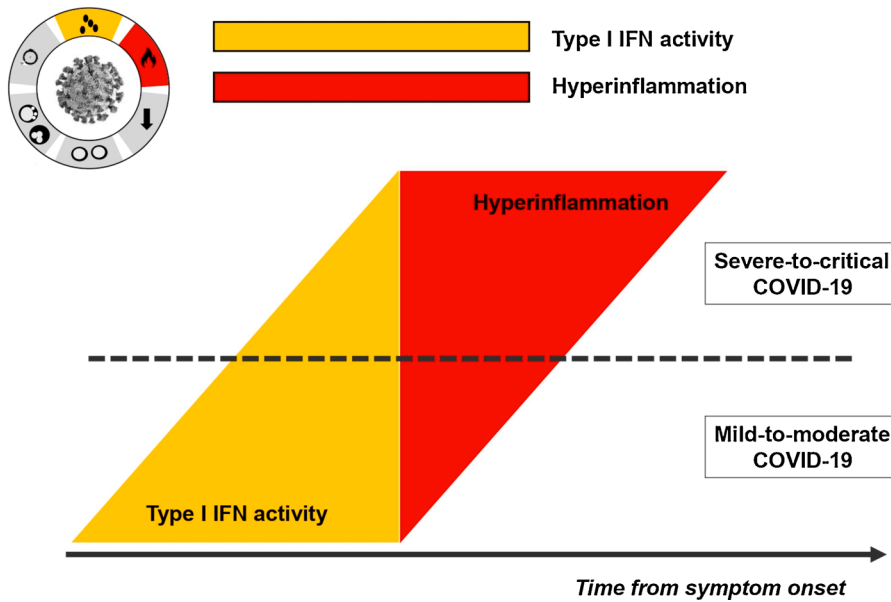 Type I IFN activity
Hyperinflammation
Hyperinflammation
Severe-to-critical
COVID-19
Mild-to-moderate
COVID-19
Type I IFN activity
Time from symptom onset